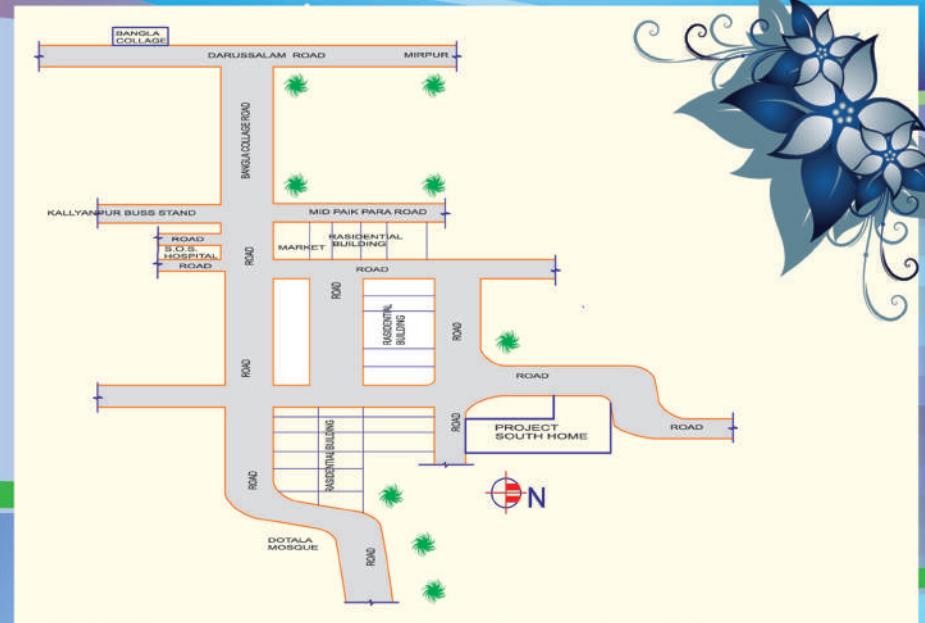 BANGLA
COLLAGE
DARUSSALAM ROAD
MIRPUR
BANGLA COLLAGE ROAD
KALLYANPUR BUSS STAND
MID PAIK PARA ROAD
ROAD
S.O.S.
HOSPITAL
ROAD
ROAD
MARKET
RASIDENTIAL
BUILDING
ROAD
ROAD
RASIDENTIAL
BUILDING
ROAD
ROAD
ROAD
ROAD
PROJECT
SOUTH HOME
ROAD
RASIDENTIAL BUILDING
ROAD
N
DOTALA
MOSQUE
ROAD